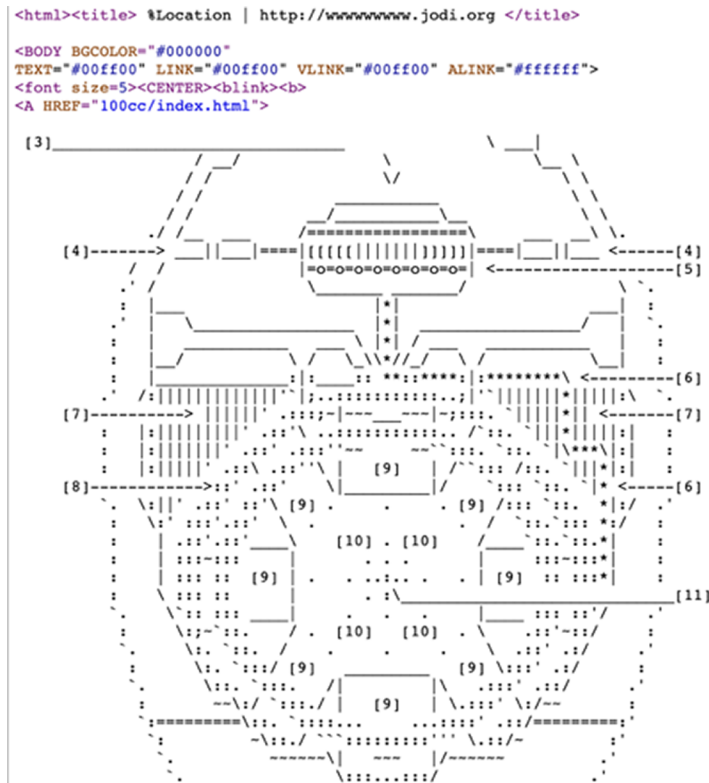 <html><title> %Location | http://wwwwwwwww.jodi.org </title>
<BODY BGCOLOR="#000000"
TEXT="#00ff00" LINK="#00ff00" VLINK="#00ff00" ALINK="#ffffff">
<font size=5><CENTER><blink><b>
<A HREF="100cc/index.html">
[3]
[4] [4]
[5]
[6]
[7] [7]
[9]
[8] [6]
[9] [9]
[10] [10]
[9] [9]
[11]
[10] [10]
[9] [9]
[9]